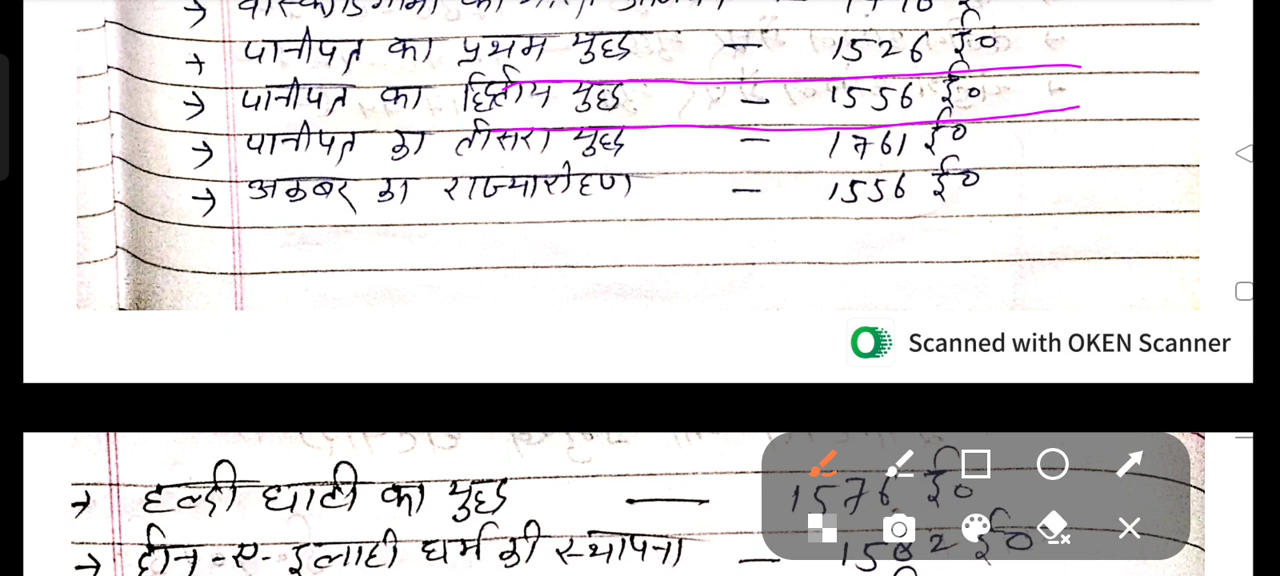 → पानीपत का प्रथम युद्ध — 1526 ई०
→ पानीपत का द्वितीय युद्ध — 1556 ई०
→ पानीपत का तीसरा युद्ध — 1761 ई०
→ अकबर का राज्यारोहण — 1556 ई०
Scanned with OKEN Scanner
→ हल्दी घाटी का युद्ध — 1576 ई०
→ दीन-ए-इलाही धर्म की स्थापना — 1582 ई०